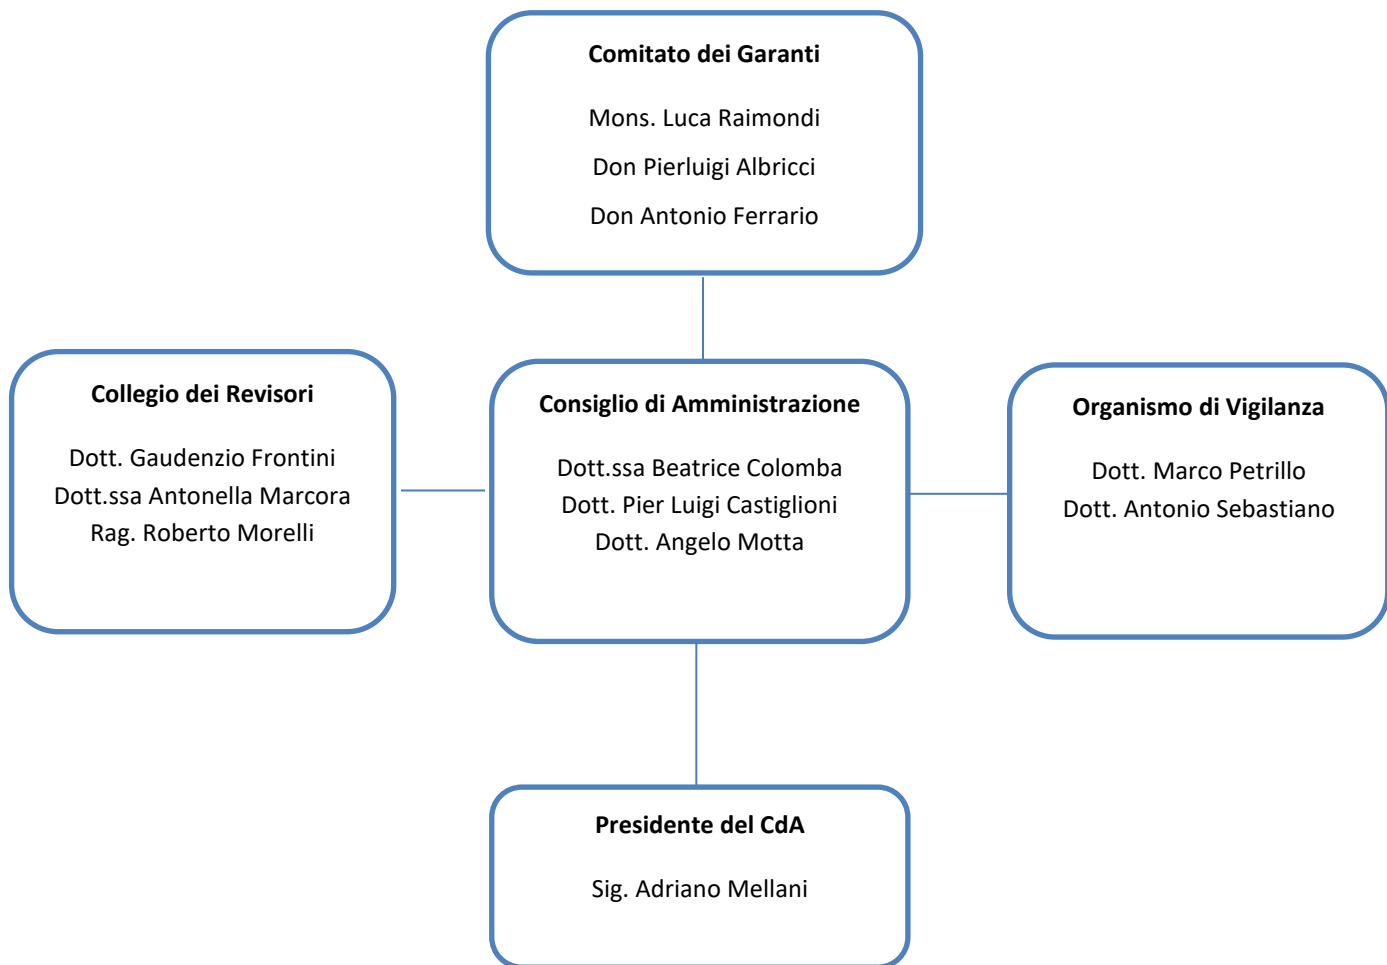 Comitato dei Garanti
Mons. Luca Raimondi
Don Pierluigi Albricci
Don Antonio Ferrario
Collegio dei Revisori
Dott. Gaudenzio Frontini
Dott.ssa Antonella Marcora
Rag. Roberto Morelli
Consiglio di Amministrazione
Dott.ssa Beatrice Colomba
Dott. Pier Luigi Castiglioni
Dott. Angelo Motta
Organismo di Vigilanza
Dott. Marco Petrillo
Dott. Antonio Sebastiano
Presidente del CdA
Sig. Adriano Mellani